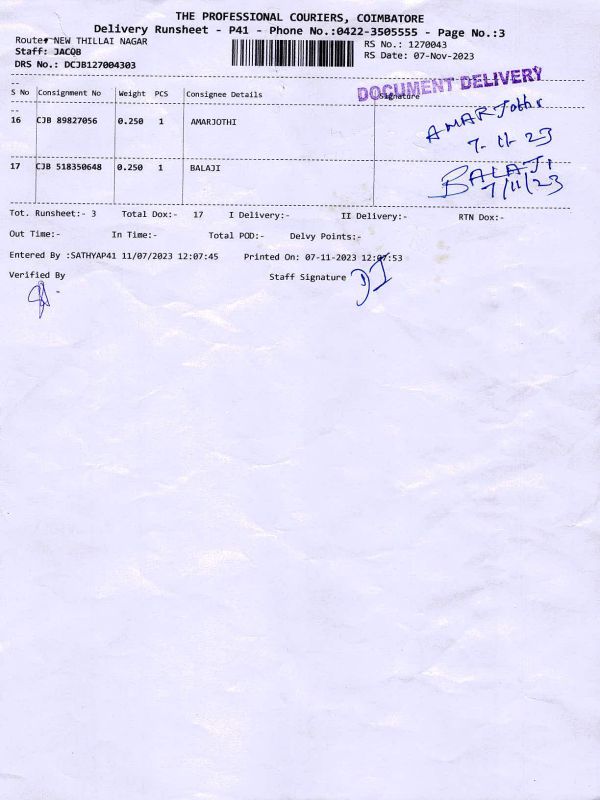 THE PROFESSIONAL COURIERS, COIMBATORE
Delivery Runsheet - P41 - Phone No.:0422-3505555 - Page No.:3
Route: NEW THILLAI NAGAR
RS No.: 1270043
Staff: JACOB
RS Date: 07-Nov-2023
DRS No.: DCJB127004303
DOCUMENT DELIVERY
S No Consignment No Weight PCS Consignee Details Signature
16 CJB 89827056 0.250 1 AMARJOTHI
AMARJothi
7-11-23
17 CJB 518350648 0.250 1 BALAJI
BALAJI
7/11/23
Tot. Runsheet:- 3 Total Dox:- 17 I Delivery:- II Delivery:- RTN Dox:-
Out Time:- In Time:- Total POD:- Delvy Points:-
Entered By :SATHYAP41 11/07/2023 12:07:45 Printed On: 07-11-2023 12:07:53
Verified By Staff Signature